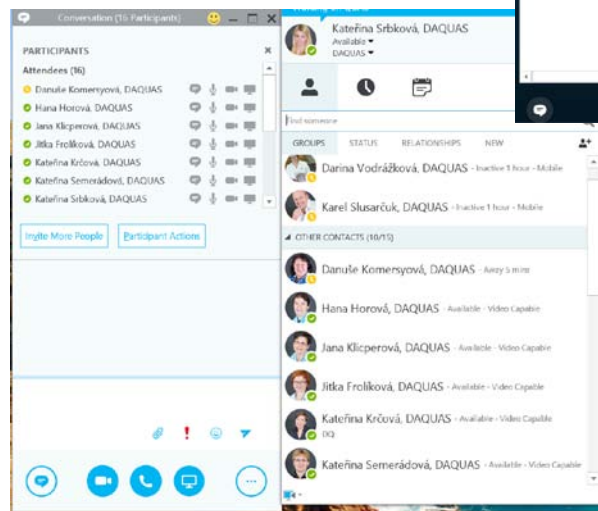 Conversation (16 Participants)
PARTICIPANTS
Attendees (16)
Danuše Komersyová, DAQUAS
Hana Horová, DAQUAS
Jana Klicperová, DAQUAS
Jitka Frolíková, DAQUAS
Kateřina Krčová, DAQUAS
Kateřina Semerádová, DAQUAS
Kateřina Srbková, DAQUAS
Invite More People
Participant Actions
Kateřina Srbková, DAQUAS
Available
DAQUAS
Find someone
GROUPS STATUS RELATIONSHIPS NEW
Darina Vodrážková, DAQUAS - Inactive 1 hour - Mobile
Karel Slusarčuk, DAQUAS - Inactive 1 hour - Mobile
OTHER CONTACTS (10/15)
Danuše Komersyová, DAQUAS - Away 5 mins
Hana Horová, DAQUAS - Available - Video Capable
Jana Klicperová, DAQUAS - Available - Video Capable
Jitka Frolíková, DAQUAS - Available - Video Capable
Kateřina Krčová, DAQUAS - Available - Video Capable
DQ
Kateřina Semerádová, DAQUAS - Available - Video Capable